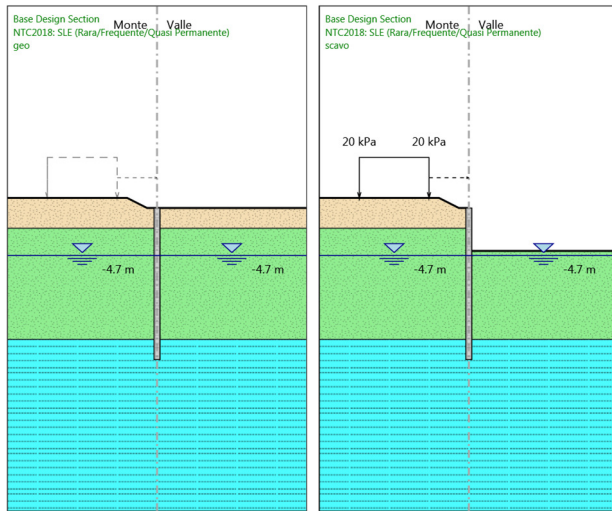 Base Design Section
Monte Valle
NTC2018: SLE (Rara/Frequente/Quasi Permanente)
geo
-4.7 m
-4.7 m
Base Design Section
Monte Valle
NTC2018: SLE (Rara/Frequente/Quasi Permanente)
scavo
20 kPa
20 kPa
-4.7 m
-4.7 m